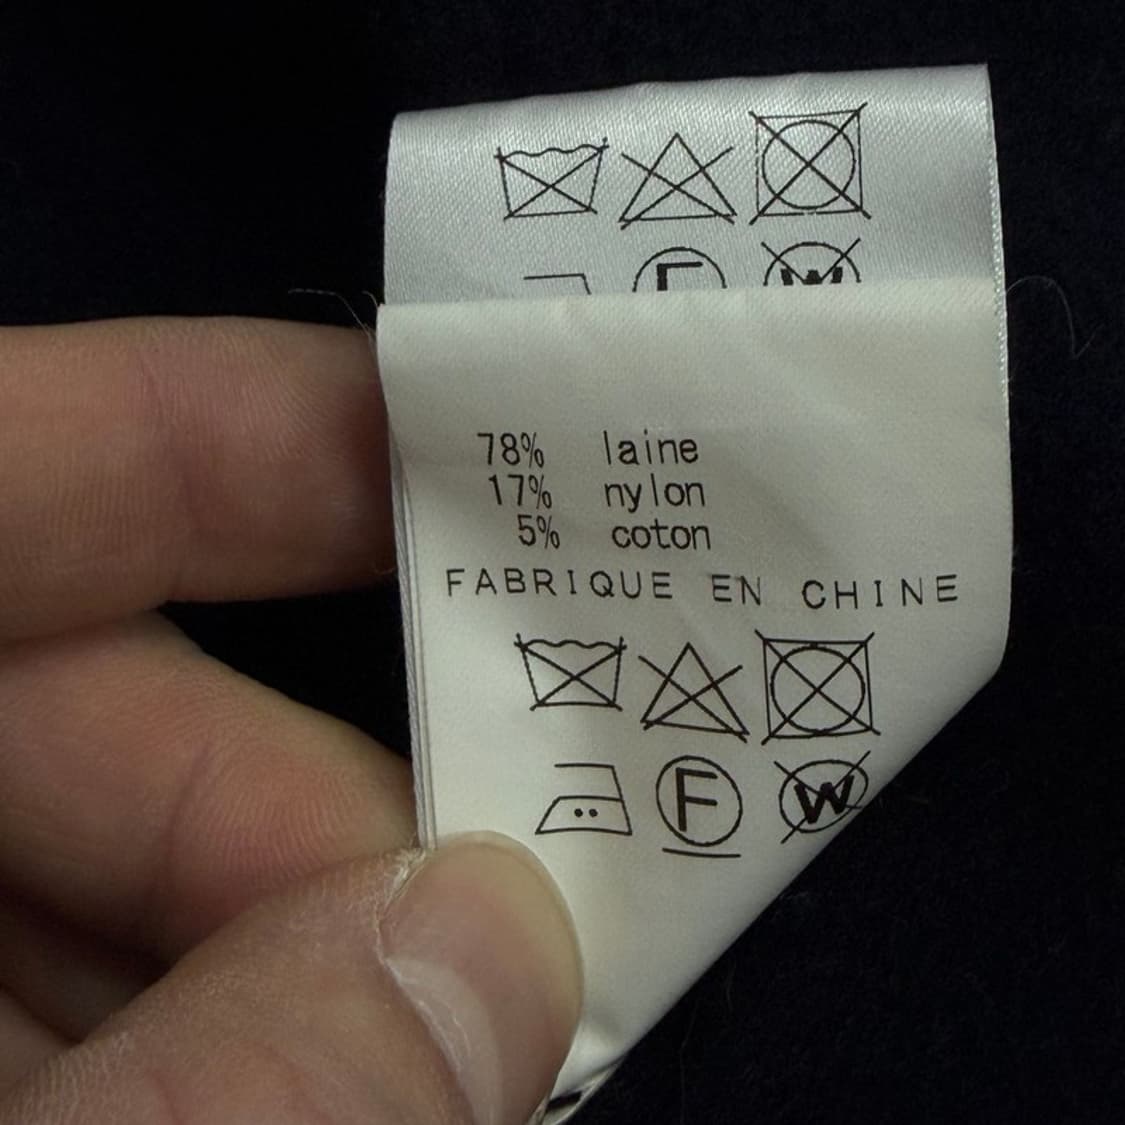 F W
78% laine
17% nylon
5% coton
FABRIQUE EN CHINE
F W